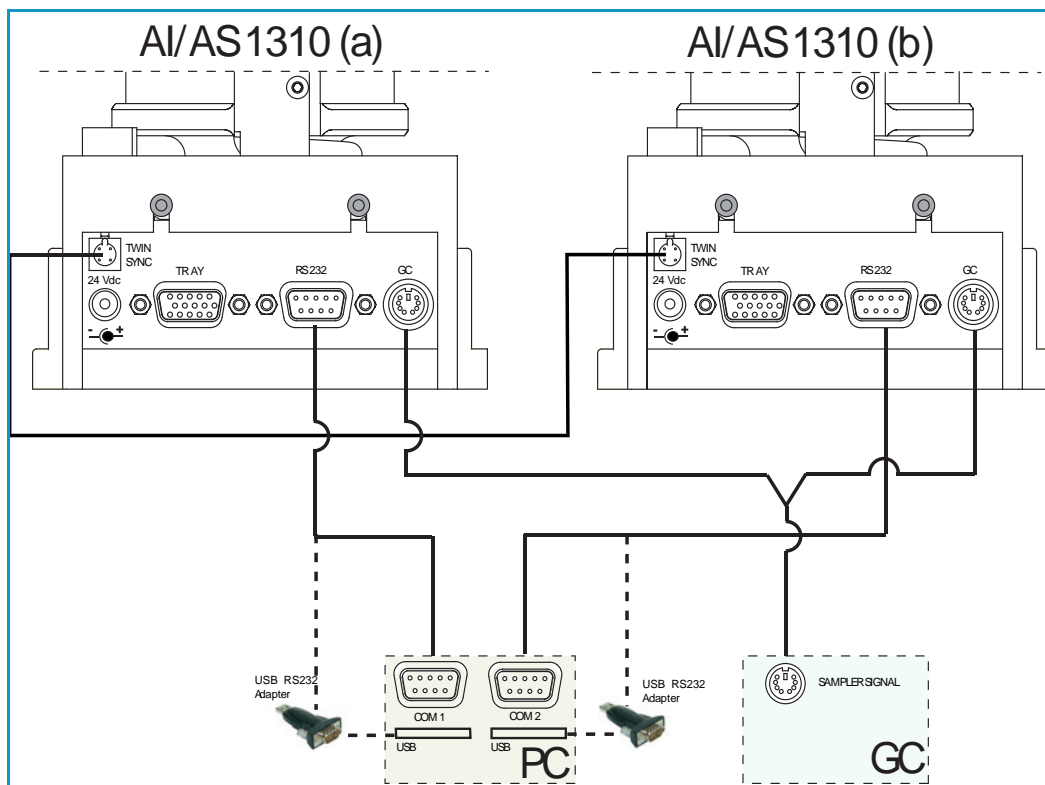 AI/AS1310 (a)
AI/AS1310 (b)
TWIN
SYNC
24 Vdc
TRAY
RS232
GC
- +
TWIN
SYNC
24 Vdc
TRAY
RS232
GC
- +
USB RS232
Adapter
COM 1
USB
COM 2
USB
PC
USB RS232
Adapter
SAMPLER SIGNAL
GC